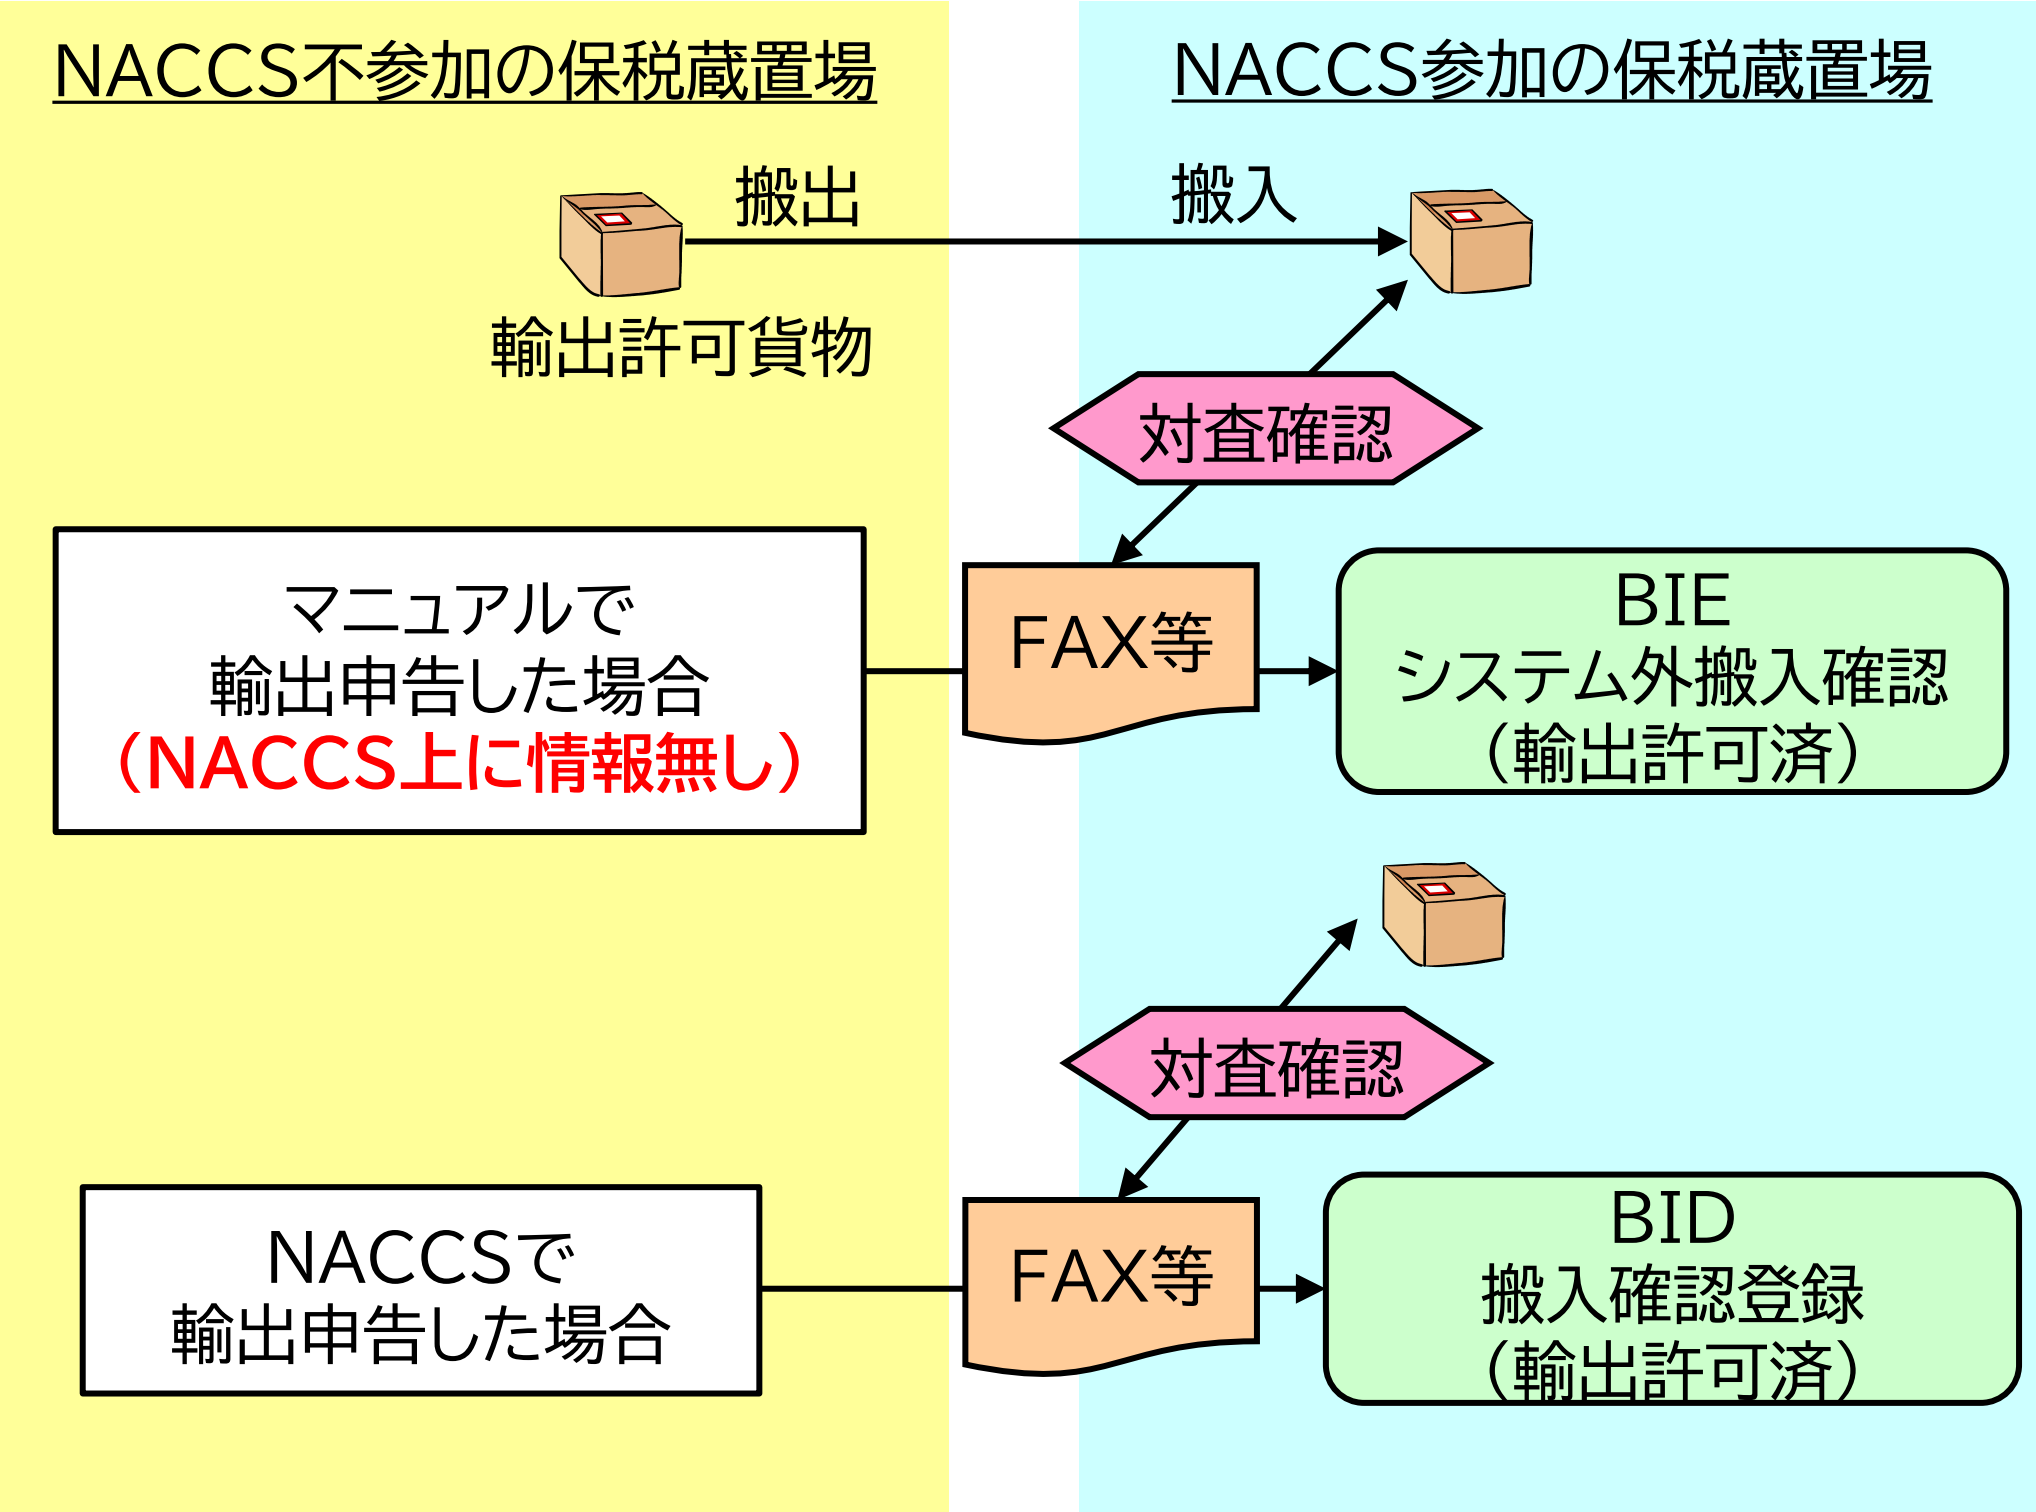 NACCS不参加の保税蔵置場
NACCS参加の保税蔵置場
搬出
搬入
輸出許可貨物
対査確認
マニュアルで
輸出申告した場合
（NACCS上に情報無し）
FAX等
BIE
システム外搬入確認
（輸出許可済）
対査確認
NACCSで
輸出申告した場合
FAX等
BID
搬入確認登録
（輸出許可済）